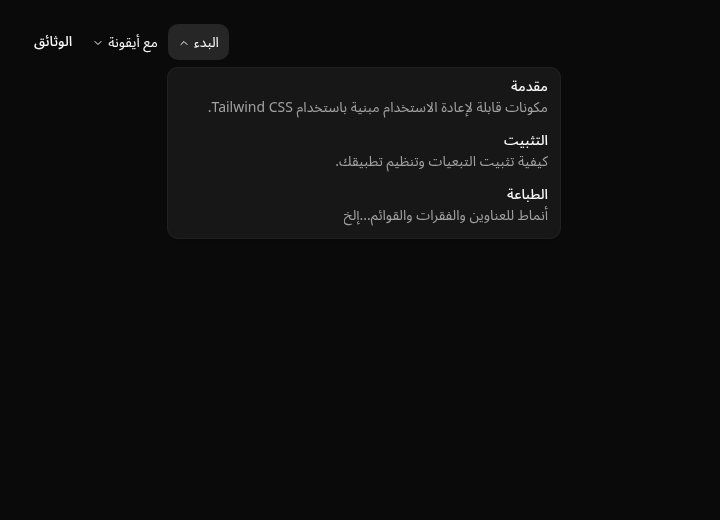 البدء
مع أيقونة
الوثائق
مقدمة
مكونات قابلة لإعادة الاستخدام مبنية باستخدام Tailwind CSS.
التثبيت
كيفية تثبيت التبعيات وتنظيم تطبيقك.
الطباعة
أنماط للعناوين والفقرات والقوائم...إلخ